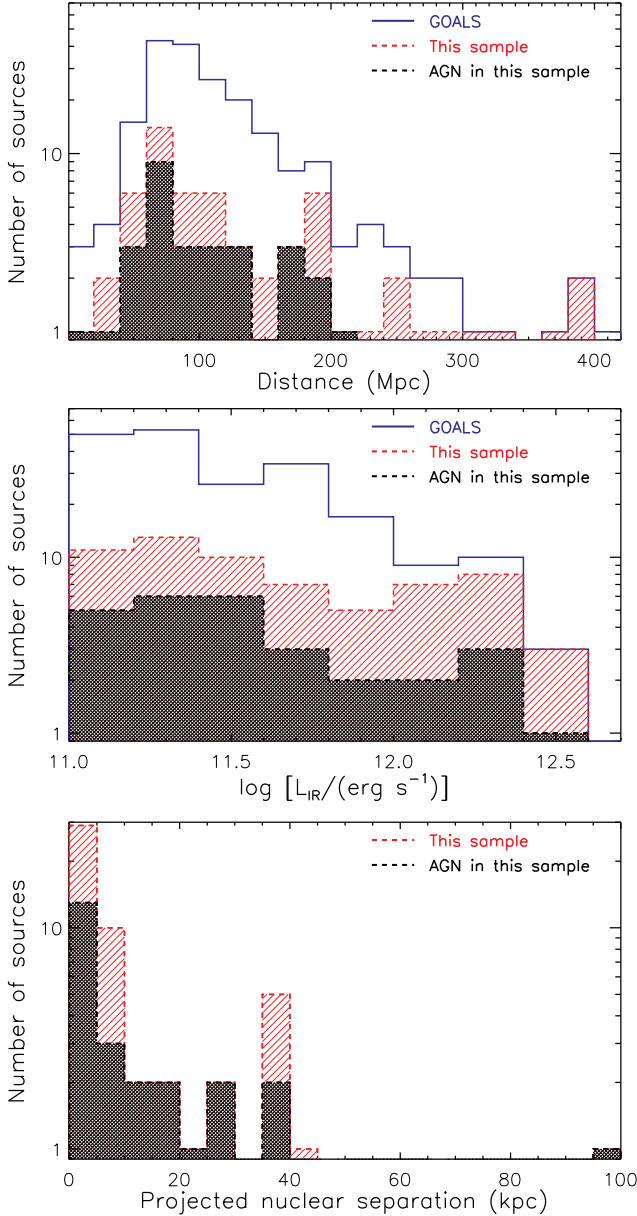 GOALS
This sample
AGN in this sample
Number of sources
10
1
100
200
300
400
Distance (Mpc)
GOALS
This sample
AGN in this sample
Number of sources
10
1
11.0
11.5
12.0
12.5
log [L_IR/(erg s⁻¹)]
This sample
AGN in this sample
Number of sources
10
1
0
20
40
60
80
100
Projected nuclear separation (kpc)